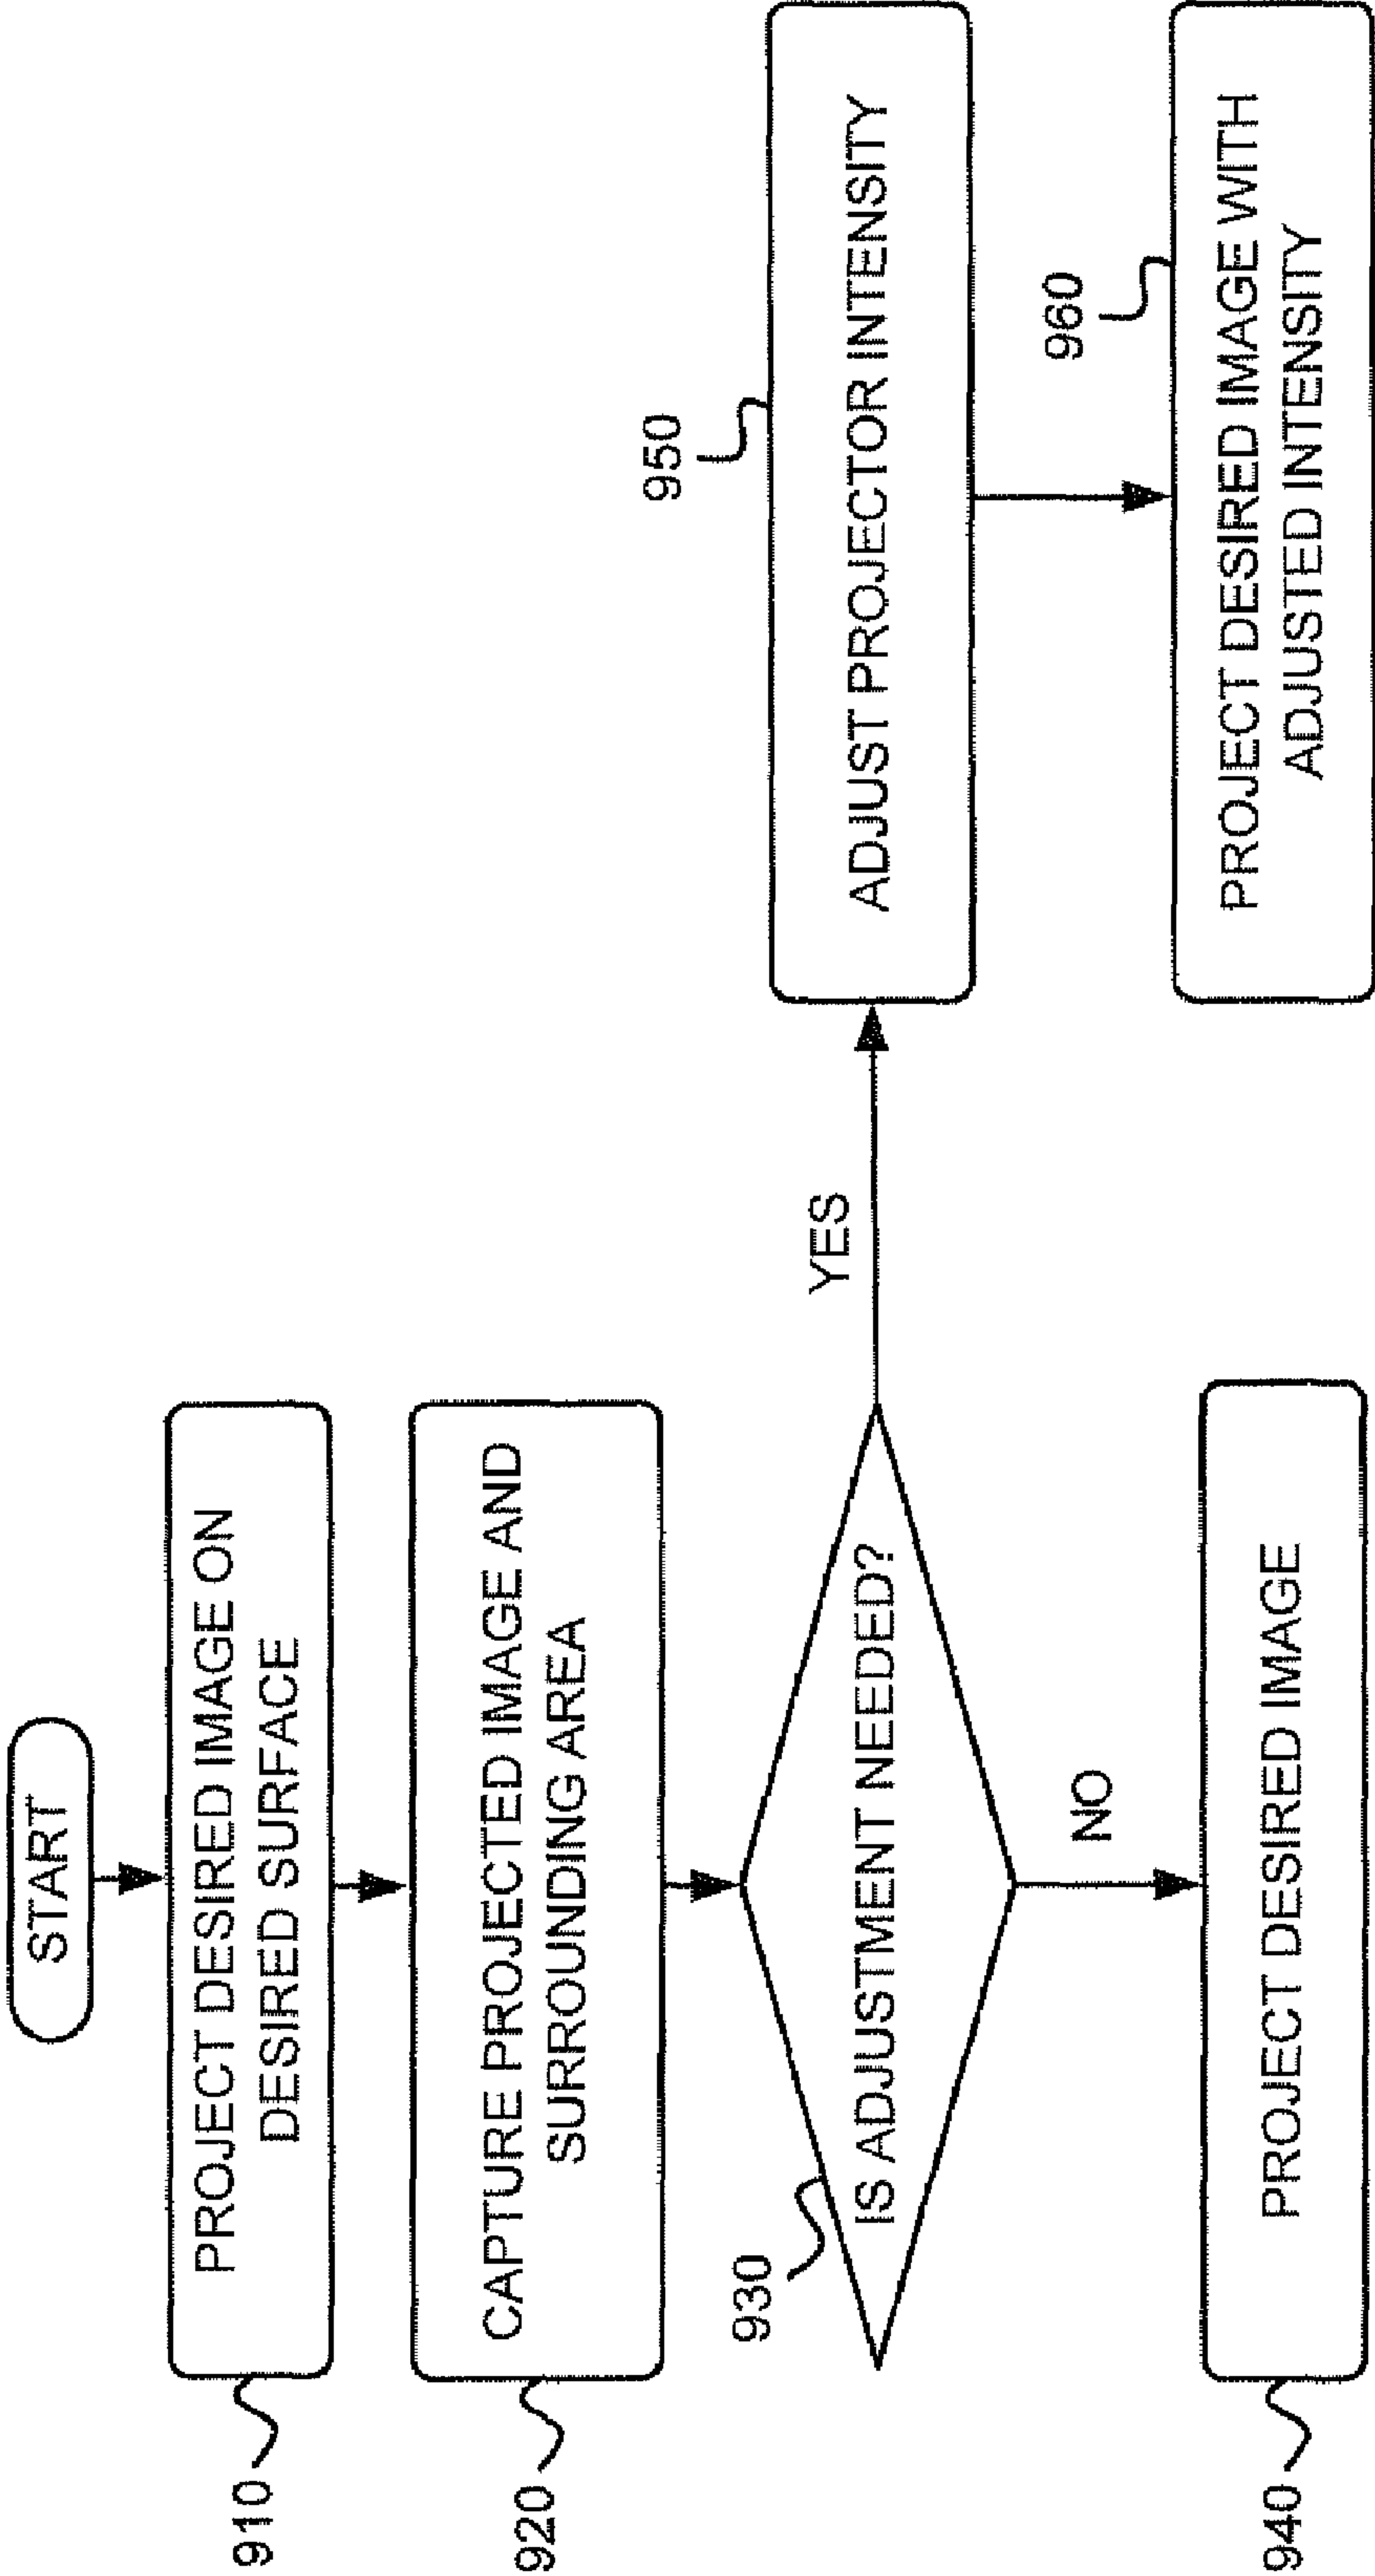 START
910
PROJECT DESIRED IMAGE ON
DESIRED SURFACE
920
CAPTURE PROJECTED IMAGE AND
SURROUNDING AREA
930
IS ADJUSTMENT NEEDED?
YES
NO
940
PROJECT DESIRED IMAGE
950
ADJUST PROJECTOR INTENSITY
960
PROJECT DESIRED IMAGE WITH
ADJUSTED INTENSITY